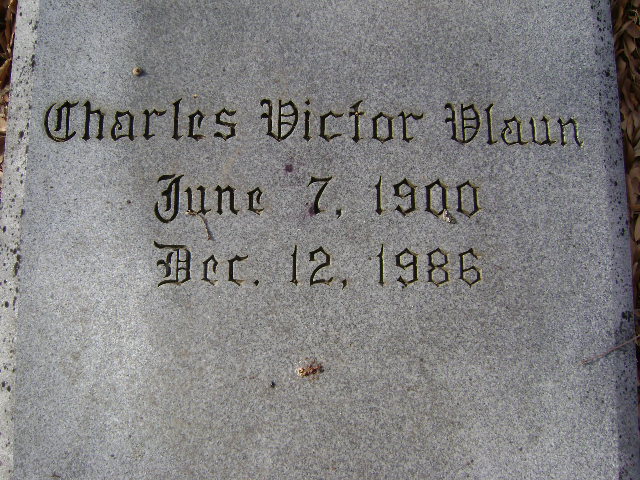 Charles Victor Vlaun
June 7, 1900
Dec. 12, 1986